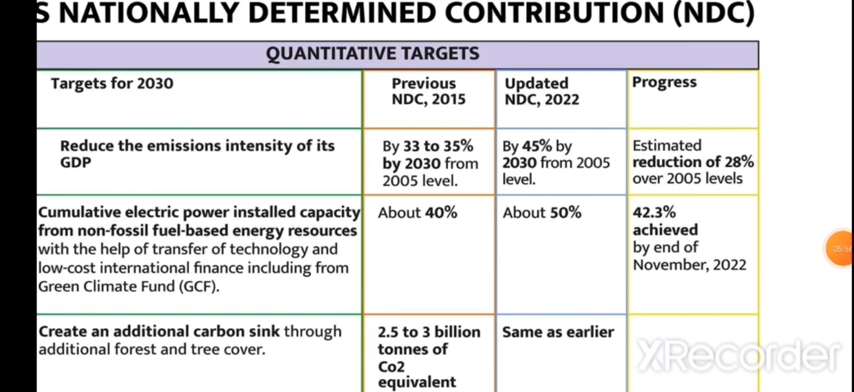 S NATIONALLY DETERMINED CONTRIBUTION (NDC)
QUANTITATIVE TARGETS
Targets for 2030
Previous
NDC, 2015
Updated
NDC, 2022
Progress
Reduce the emissions intensity of its
GDP
By 33 to 35%
by 2030 from
2005 level.
By 45% by
2030 from 2005
level.
Estimated
reduction of 28%
over 2005 levels
Cumulative electric power installed capacity
from non-fossil fuel-based energy resources
with the help of transfer of technology and
low-cost international finance including from
Green Climate Fund (GCF).
About 40%
About 50%
42.3%
achieved
by end of
November, 2022
Create an additional carbon sink through
additional forest and tree cover.
2.5 to 3 billion
tonnes of
Co2
equivalent
Same as earlier
XRecorder